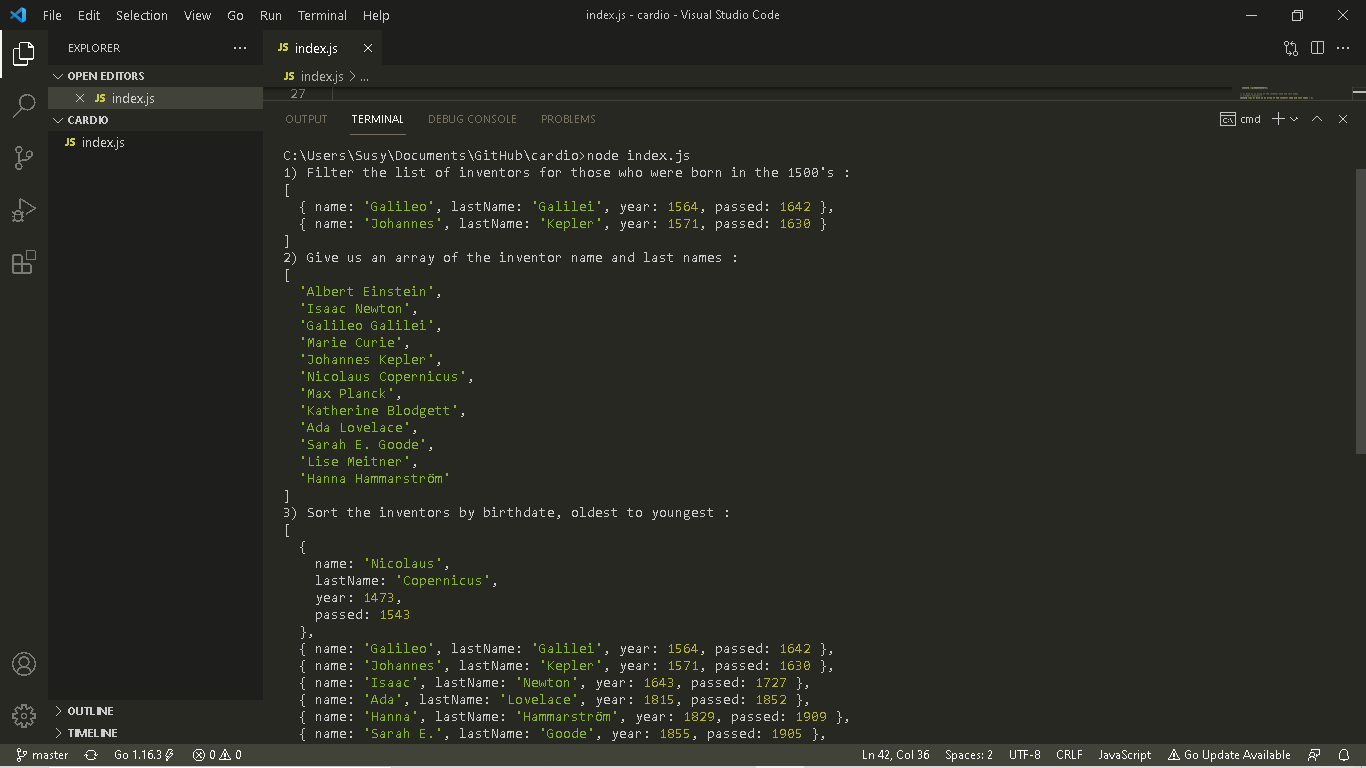 File Edit Selection View Go Run Terminal Help index.js - cardio - Visual Studio Code
EXPLORER
OPEN EDITORS
JS index.js
CARDIO
JS index.js
OUTLINE
TIMELINE
JS index.js
JS index.js > ...
27
OUTPUT TERMINAL DEBUG CONSOLE PROBLEMS cmd
C:\Users\Susy\Documents\GitHub\cardio>node index.js
1) Filter the list of inventors for those who were born in the 1500's :
[
  { name: 'Galileo', lastName: 'Galilei', year: 1564, passed: 1642 },
  { name: 'Johannes', lastName: 'Kepler', year: 1571, passed: 1630 }
]
2) Give us an array of the inventor name and last names :
[
  'Albert Einstein',
  'Isaac Newton',
  'Galileo Galilei',
  'Marie Curie',
  'Johannes Kepler',
  'Nicolaus Copernicus',
  'Max Planck',
  'Katherine Blodgett',
  'Ada Lovelace',
  'Sarah E. Goode',
  'Lise Meitner',
  'Hanna Hammarström'
]
3) Sort the inventors by birthdate, oldest to youngest :
[
  {
    name: 'Nicolaus',
    lastName: 'Copernicus',
    year: 1473,
    passed: 1543
  },
  { name: 'Galileo', lastName: 'Galilei', year: 1564, passed: 1642 },
  { name: 'Johannes', lastName: 'Kepler', year: 1571, passed: 1630 },
  { name: 'Isaac', lastName: 'Newton', year: 1643, passed: 1727 },
  { name: 'Ada', lastName: 'Lovelace', year: 1815, passed: 1852 },
  { name: 'Hanna', lastName: 'Hammarström', year: 1829, passed: 1909 },
  { name: 'Sarah E.', lastName: 'Goode', year: 1855, passed: 1905 },
master Go 1.16.3 0 0 Ln 42, Col 36 Spaces: 2 UTF-8 CRLF JavaScript Go Update Available